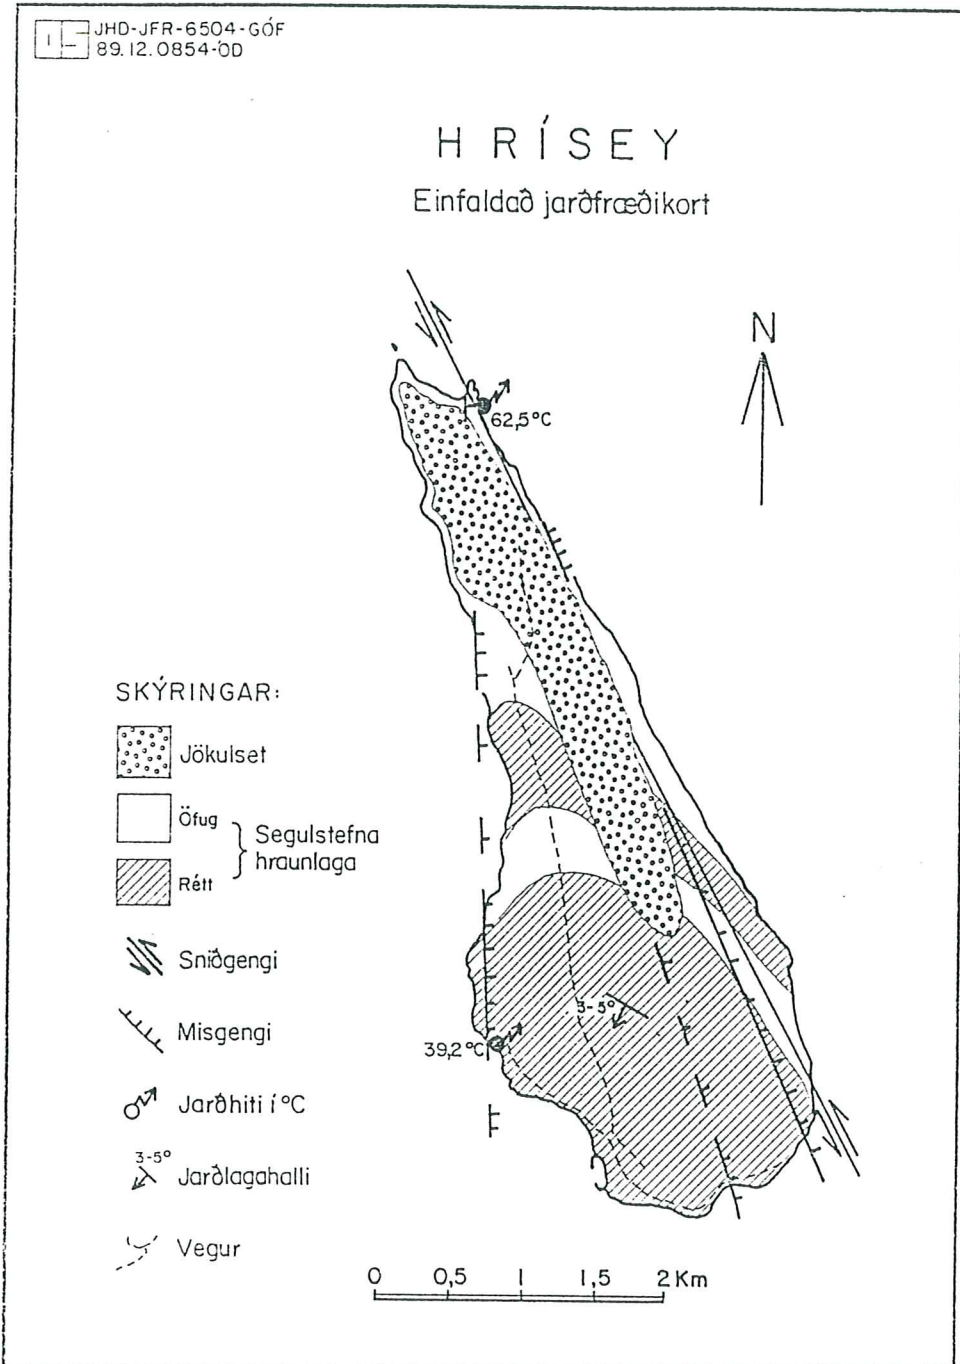 JHD-JFR-6504-GÓF
89.12.0854-ÓD
HRÍSEY
Einfaldað jarðfræðikort
N
62,5°C
SKÝRINGAR:
Jökulset
Öfug
Segulstefna
hraunlaga
Rétt
Sniðgengi
3-5°
Misgengi
39,2°C
Jarðhiti í °C
3-5°
Jarðlagahalli
Vegur
0 0,5 1 1,5 2 Km